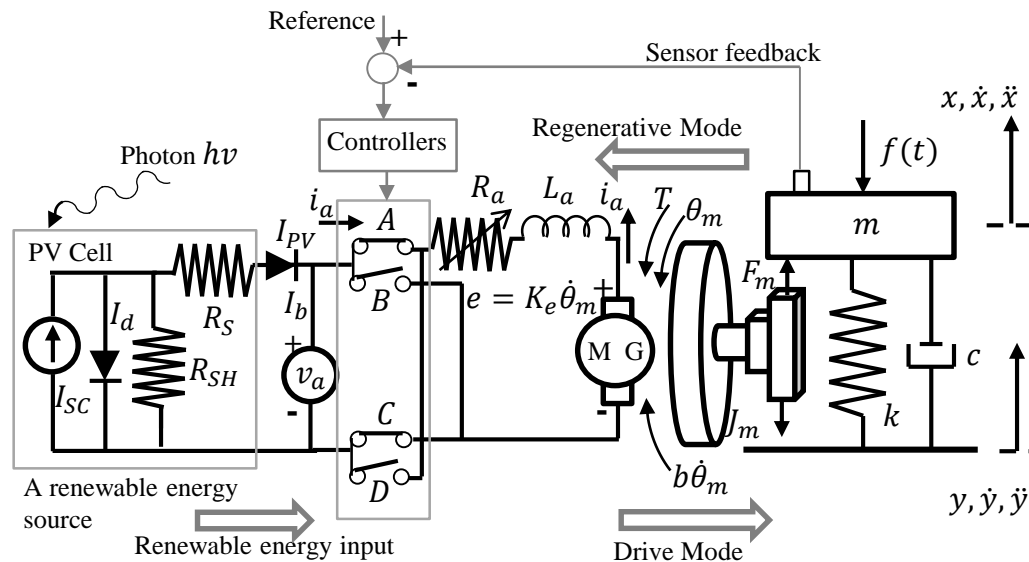 Reference
+
-
Sensor feedback
x, ẋ, ẍ
Controllers
Regenerative Mode
f(t)
Photon hv
i_a
A
R_a
L_a
i_a
T
θ_m
m
PV Cell
I_PV
F_m
B
e = K_e θ̇_m
+
I_d
R_S
I_b
+
v_a
-
M G
R_SH
c
I_SC
C
-
J_m
k
D
bθ̇_m
A renewable energy
source
y, ẏ, ÿ
Renewable energy input
Drive Mode